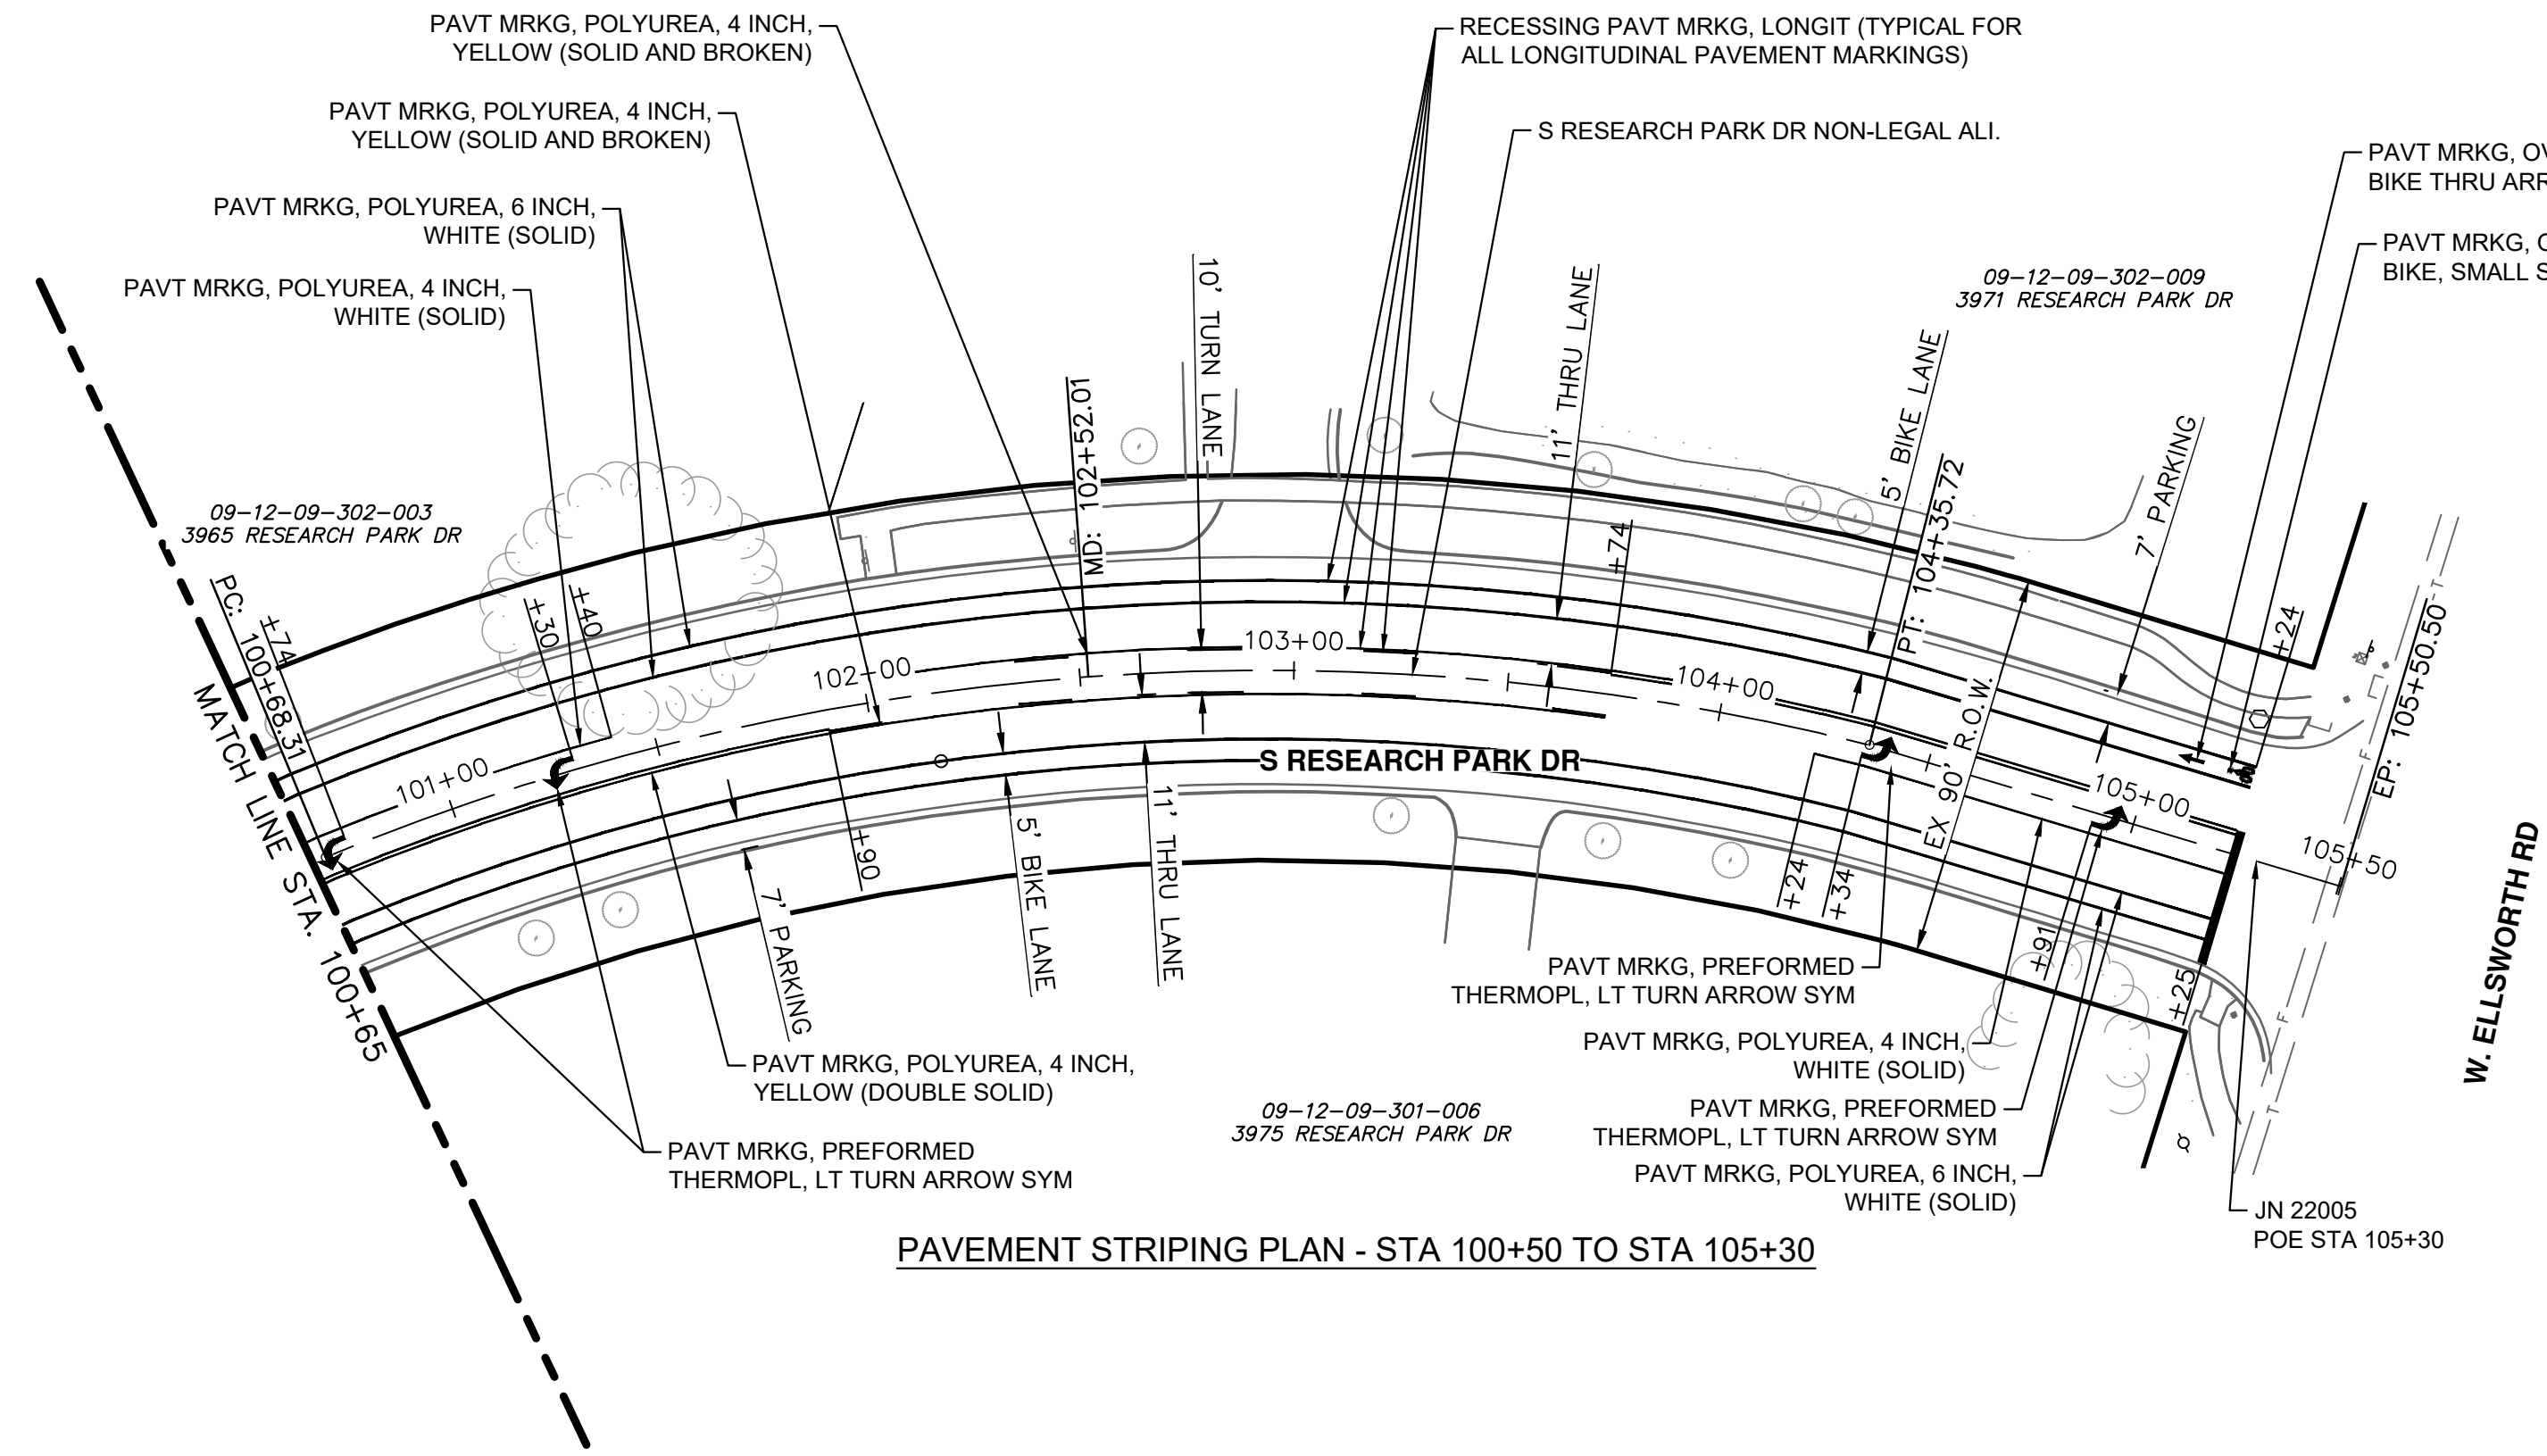 PAVT MRKG, POLYUREA, 4 INCH,
YELLOW (SOLID AND BROKEN)
PAVT MRKG, POLYUREA, 4 INCH,
YELLOW (SOLID AND BROKEN)
PAVT MRKG, POLYUREA, 6 INCH,
WHITE (SOLID)
PAVT MRKG, POLYUREA, 4 INCH,
WHITE (SOLID)
RECESSING PAVT MRKG, LONGIT (TYPICAL FOR
ALL LONGITUDINAL PAVEMENT MARKINGS)
S RESEARCH PARK DR NON-LEGAL ALI.
PAVT MRKG, OV
BIKE THRU ARR
PAVT MRKG, O
BIKE, SMALL S
09-12-09-302-009
3971 RESEARCH PARK DR
09-12-09-302-003
3965 RESEARCH PARK DR
10' TURN LANE
11' THRU LANE
5' BIKE LANE
7' PARKING
MD: 102+52.01
PT: 104+35.72
PC: 100+68.31
+74
+30
+40
+74
+24
EP: 105+50.50
MATCH LINE STA. 100+65
101+00
102+00
103+00
104+00
105+00
105+50
S RESEARCH PARK DR
EX 90' R.O.W.
+90
7' PARKING
5' BIKE LANE
11' THRU LANE
+24
+34
+91
+25
W. ELLSWORTH RD
T
F
F
T
PAVT MRKG, PREFORMED
THERMOPL, LT TURN ARROW SYM
PAVT MRKG, POLYUREA, 4 INCH,
WHITE (SOLID)
PAVT MRKG, PREFORMED
THERMOPL, LT TURN ARROW SYM
PAVT MRKG, POLYUREA, 6 INCH,
WHITE (SOLID)
PAVT MRKG, POLYUREA, 4 INCH,
YELLOW (DOUBLE SOLID)
PAVT MRKG, PREFORMED
THERMOPL, LT TURN ARROW SYM
09-12-09-301-006
3975 RESEARCH PARK DR
JN 22005
POE STA 105+30
PAVEMENT STRIPING PLAN - STA 100+50 TO STA 105+30